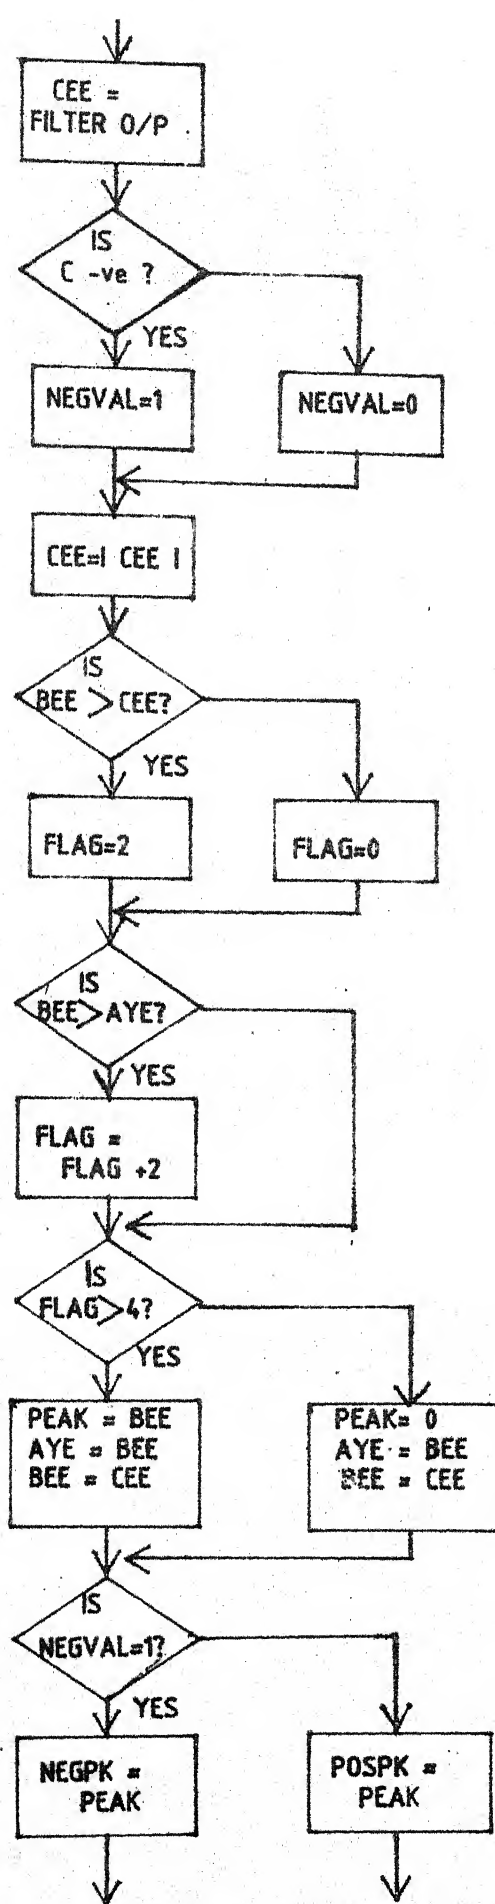 CEE =
FILTER O/P
IS
C -ve ?
YES
NEGVAL=1
NEGVAL=0
CEE=| CEE |
IS
BEE > CEE?
YES
FLAG=2
FLAG=0
IS
BEE>AYE?
YES
FLAG =
FLAG +2
Is
FLAG>4?
YES
PEAK = BEE
AYE = BEE
BEE = CEE
PEAK= 0
AYE = BEE
BEE = CEE
IS
NEGVAL=1?
YES
NEGPK =
PEAK
POSPK =
PEAK